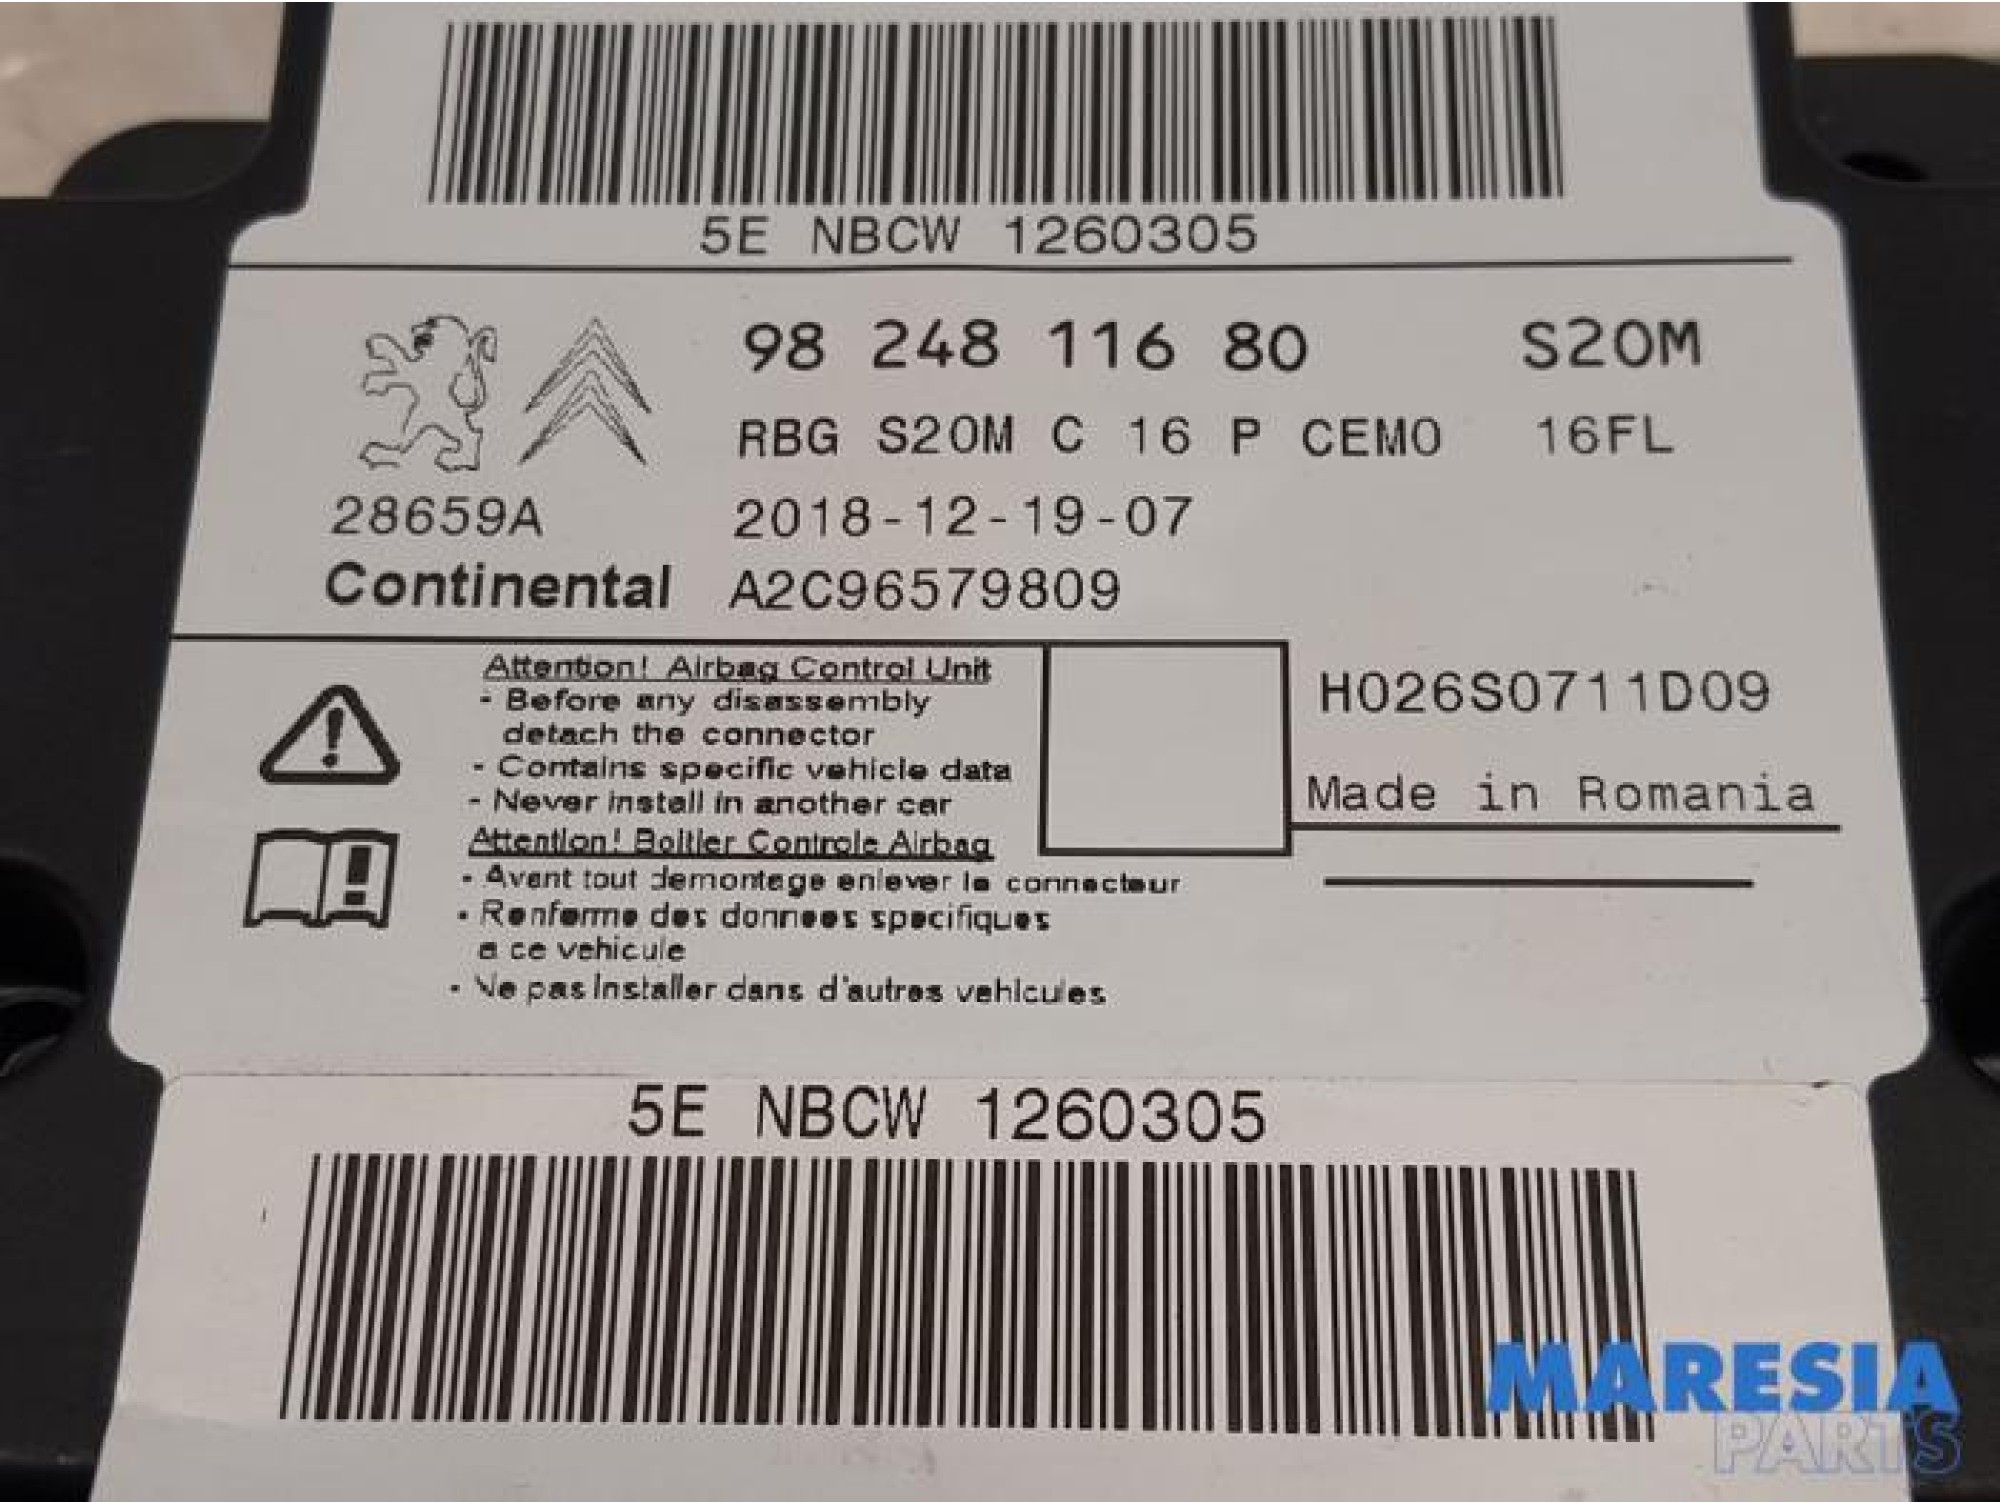 5E NBCW 1260305
98 248 116 80 S20M
RBG S20M C 16 P CEMO 16FL
28659A 2018-12-19-07
Continental A2C96579809
Attention! Airbag Control Unit
- Before any disassembly
detach the connector
- Contains specific vehicle data
- Never install in another car
H026S0711D09
Made in Romania
Attention! Boitier Controle Airbag
- Avant tout demontage enlever le connecteur
- Renferme des donnees specifiques
a ce vehicule
- Ne pas installer dans d'autres vehicules
5E NBCW 1260305
MARESIA
PARTS